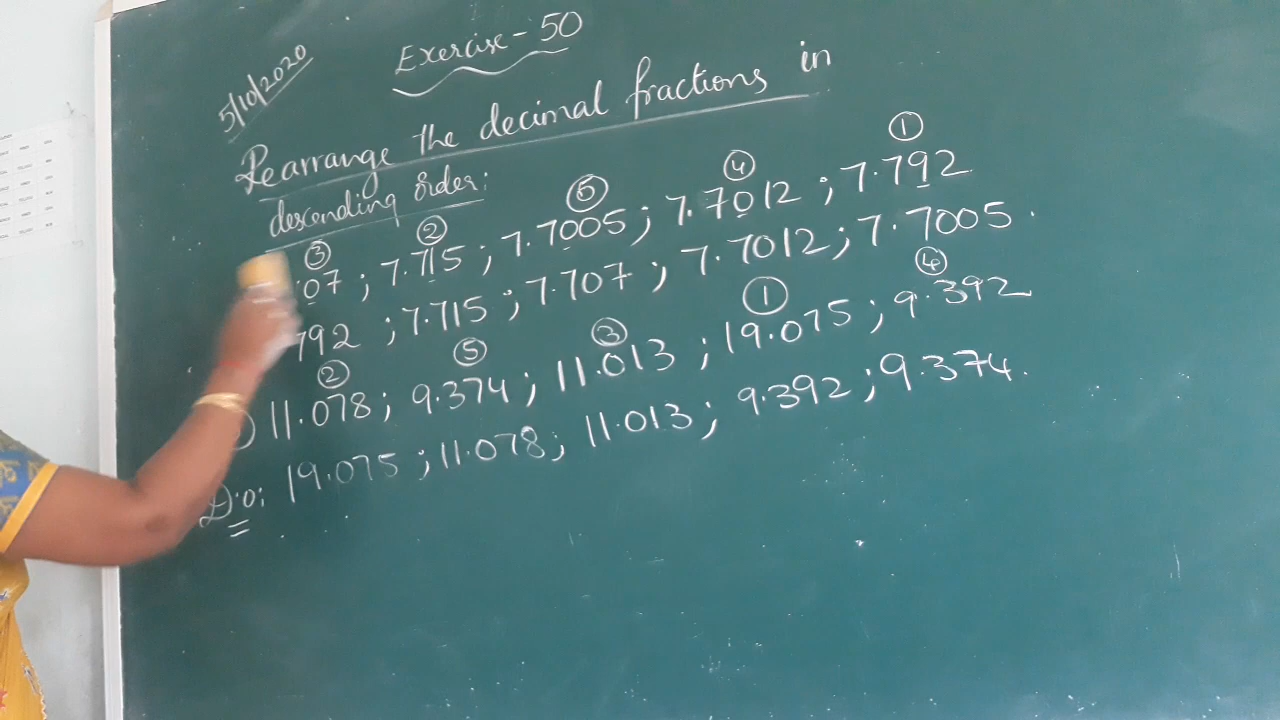 5/10/2020
Exercise - 50
Rearrange the decimal fractions in
descending order:
③ ② ⑤ ④ ①
.07 ; 7.715 ; 7.7005 ; 7.7012 ; 7.792
792 ; 7.715 ; 7.707 ; 7.7012 ; 7.7005 .
② ⑤ ③ ① ④
11.078 ; 9.374 ; 11.013 ; 19.075 ; 9.392
D.O: 19.075 ; 11.078 ; 11.013 ; 9.392 ; 9.374 .